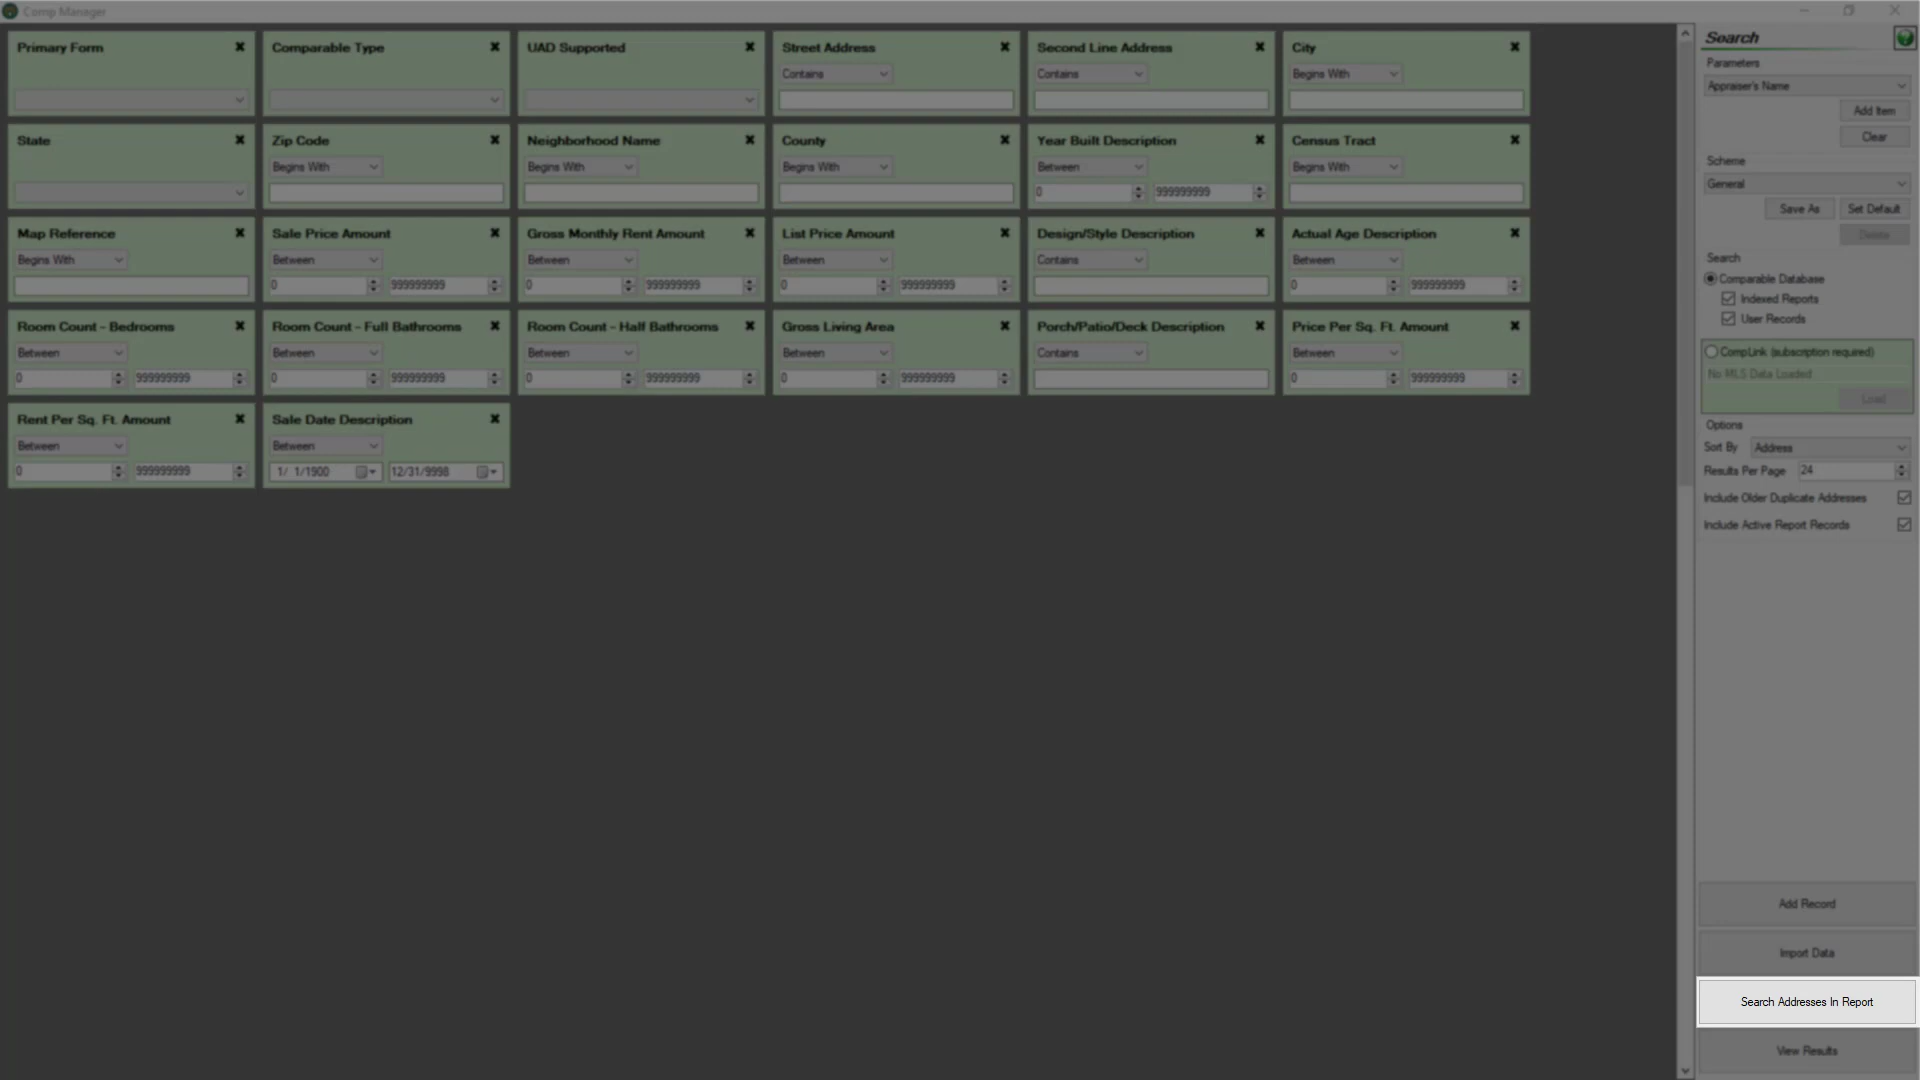 Comp Manager
Primary Form
Comparable Type
UAD Supported
Street Address
Contains
Second Line Address
Contains
City
Begins With
State
Zip Code
Begins With
Neighborhood Name
Begins With
County
Begins With
Year Built Description
Between
0 999999999
Census Tract
Begins With
Map Reference
Begins With
Sale Price Amount
Between
0 999999999
Gross Monthly Rent Amount
Between
0 999999999
List Price Amount
Between
0 999999999
Design/Style Description
Contains
Actual Age Description
Between
0 999999999
Room Count - Bedrooms
Between
0 999999999
Room Count - Full Bathrooms
Between
0 999999999
Room Count - Half Bathrooms
Between
0 999999999
Gross Living Area
Between
0 999999999
Porch/Patio/Deck Description
Contains
Price Per Sq. Ft. Amount
Between
0 999999999
Rent Per Sq. Ft. Amount
Between
0 999999999
Sale Date Description
Between
1/ 1/1900 12/31/9998
Search
Parameters
Appraiser's Name
Add Item
Clear
Scheme
General
Save As Set Default
Delete
Search
Comparable Database
Indexed Reports
User Records
CompLink (subscription required)
No MLS Data Loaded
Load
Options
Sort By Address
Results Per Page 24
Include Older Duplicate Addresses
Include Active Report Records
Add Record
Import Data
Search Addresses In Report
View Results